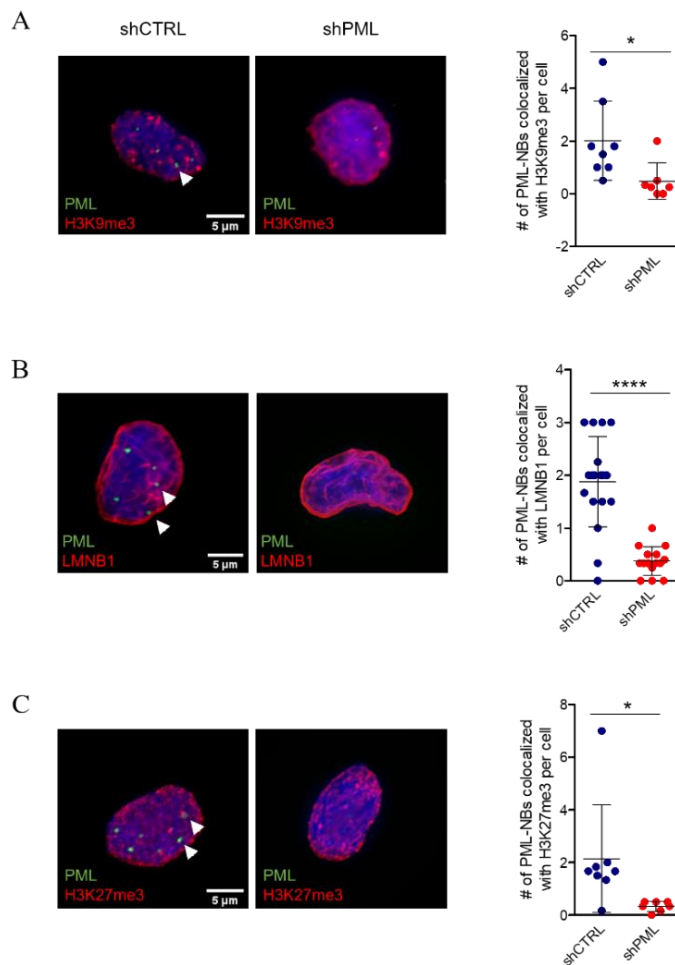 A
shCTRL
shPML
PML
H3K9me3
5 µm
PML
H3K9me3
# of PML-NBs colocalized
with H3K9me3 per cell
6
4
2
0
-2
*
shCTRL
shPML
B
PML
LMNB1
5 µm
PML
LMNB1
# of PML-NBs colocalized
with LMNB1 per cell
4
3
2
1
0
****
shCTRL
shPML
C
PML
H3K27me3
5 µm
PML
H3K27me3
# of PML-NBs colocalized
with H3K27me3 per cell
8
6
4
2
0
*
shCTRL
shPML